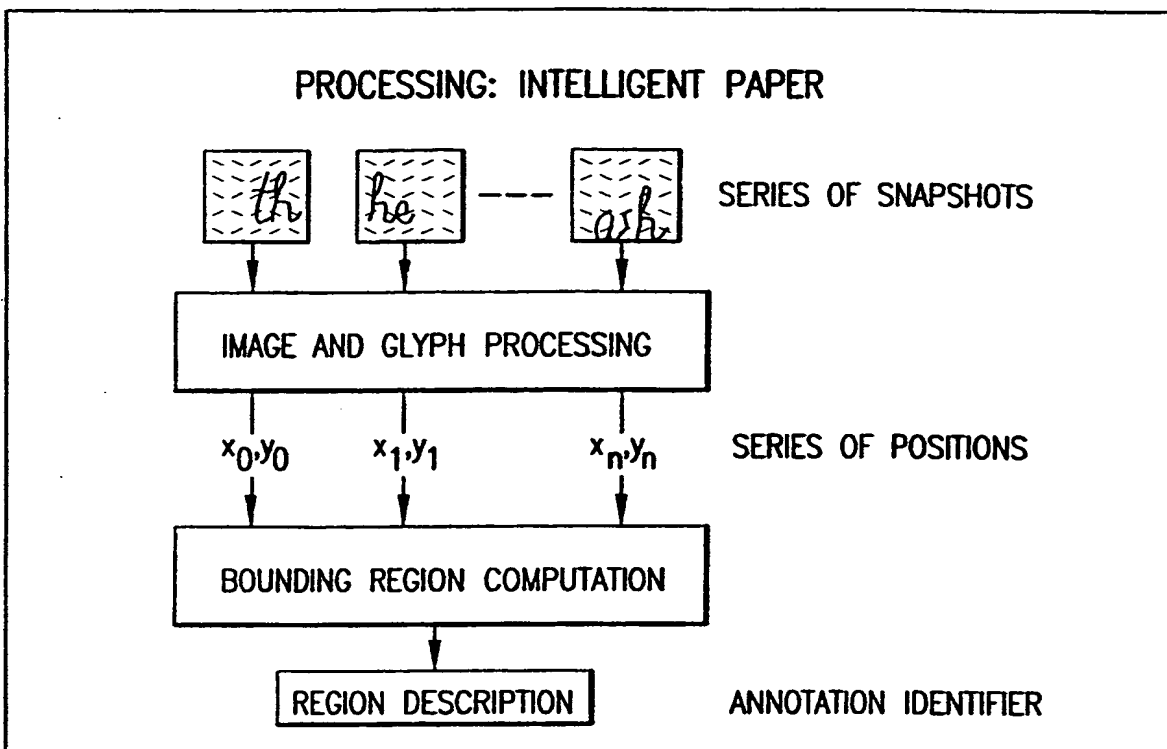 PROCESSING: INTELLIGENT PAPER
th he ash
SERIES OF SNAPSHOTS
IMAGE AND GLYPH PROCESSING
x0,y0 x1,y1 xn,yn
SERIES OF POSITIONS
BOUNDING REGION COMPUTATION
REGION DESCRIPTION
ANNOTATION IDENTIFIER